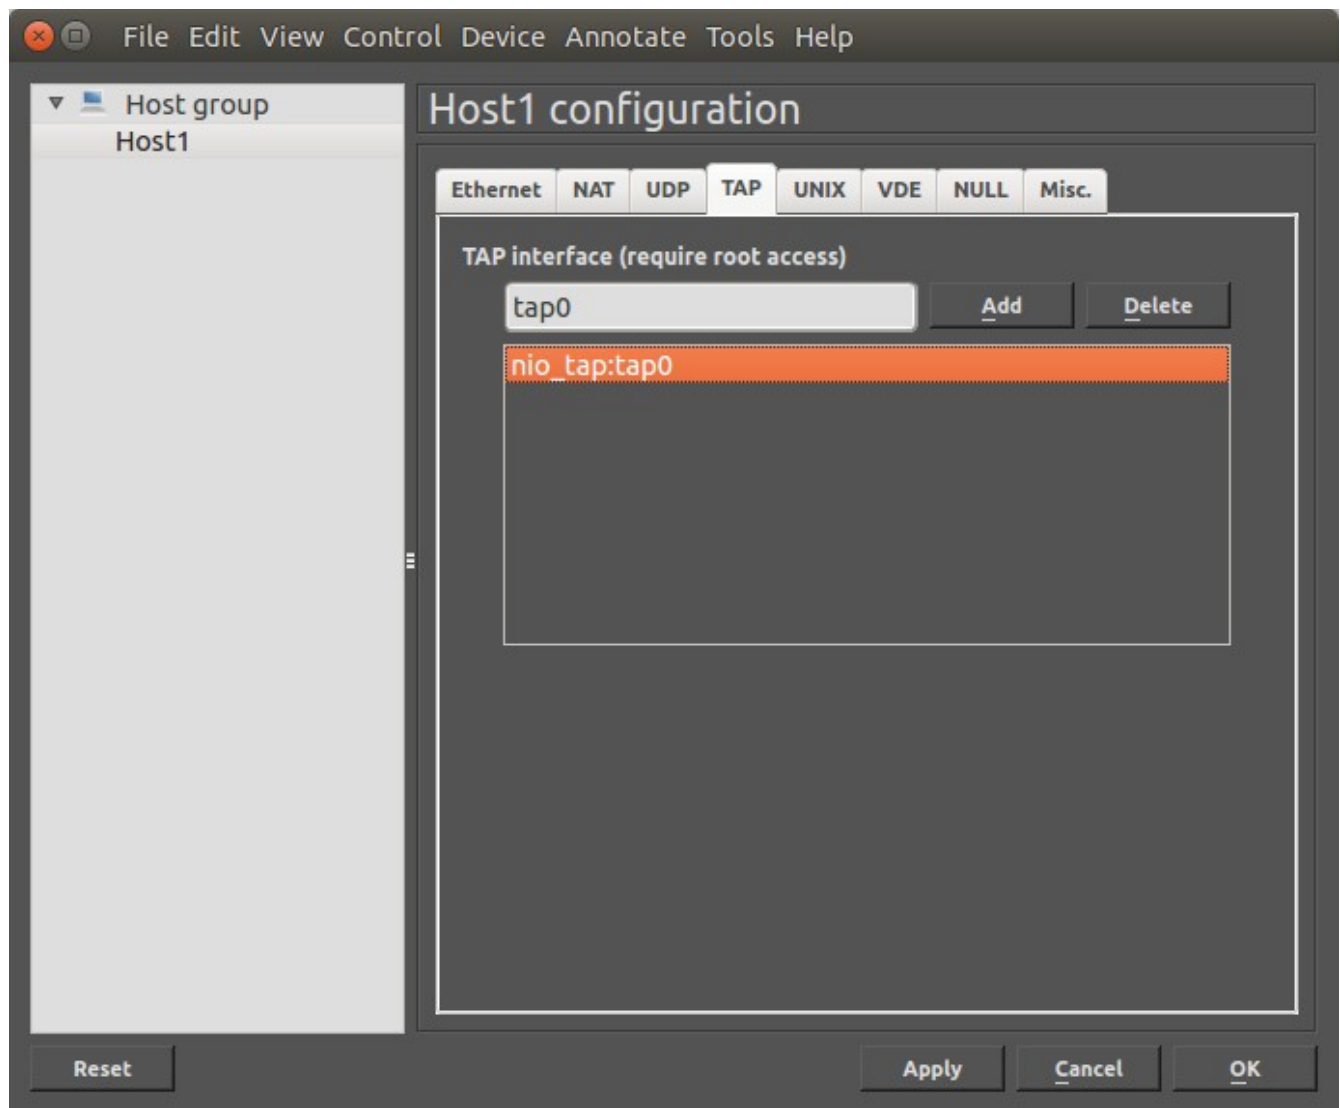 File Edit View Control Device Annotate Tools Help
Host group
Host1
Host1 configuration
Ethernet NAT UDP TAP UNIX VDE NULL Misc.
TAP interface (require root access)
tap0 Add Delete
nio_tap:tap0
Reset Apply Cancel OK